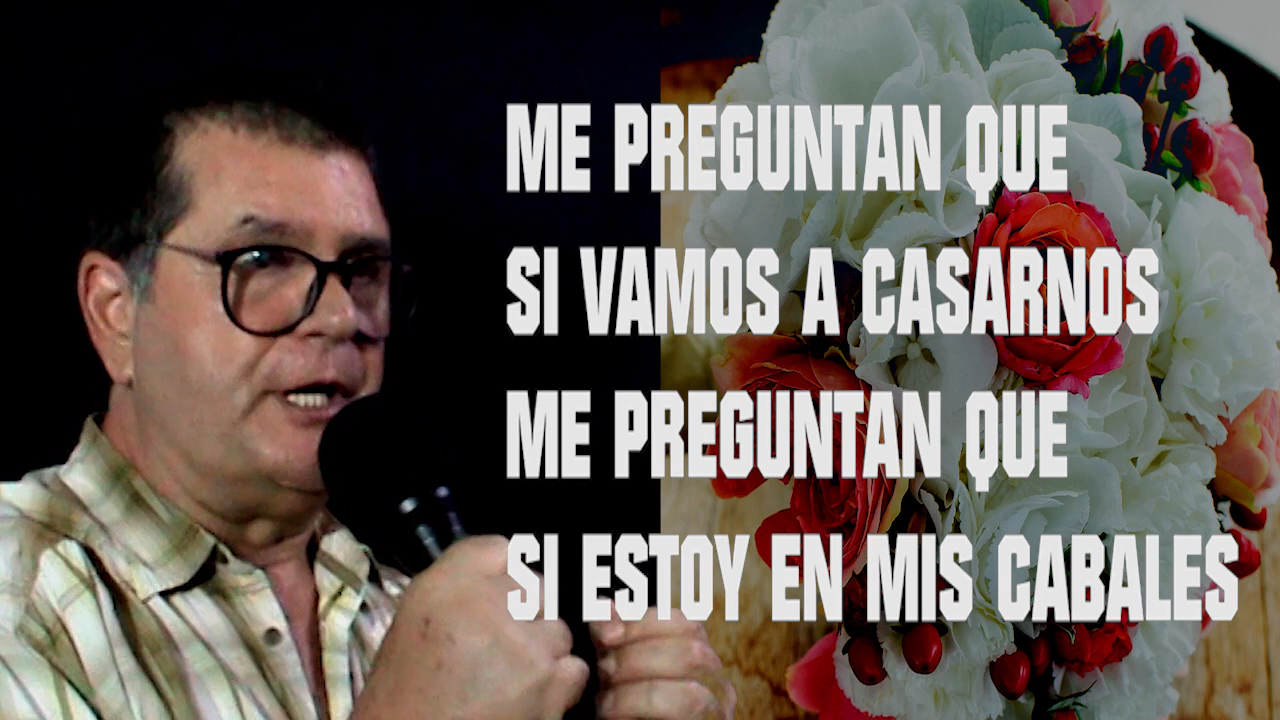 ME PREGUNTAN QUE
SI VAMOS A CASARNOS
ME PREGUNTAN QUE
SI ESTOY EN MIS CABALES